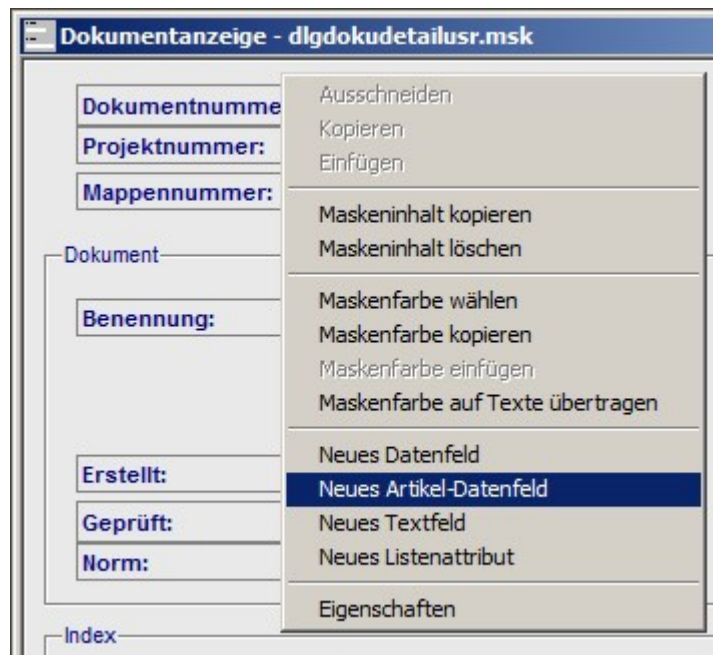 Dokumentanzeige - dlgdokudetailusr.msk
Dokumentnumme
Projektnummer:
Mappennummer:
Dokument
Benennung:
Erstellt:
Geprüft:
Norm:
Index
Ausschneiden
Kopieren
Einfügen
Maskeninhalt kopieren
Maskeninhalt löschen
Maskenfarbe wählen
Maskenfarbe kopieren
Maskenfarbe einfügen
Maskenfarbe auf Texte übertragen
Neues Datenfeld
Neues Artikel-Datenfeld
Neues Textfeld
Neues Listenattribut
Eigenschaften